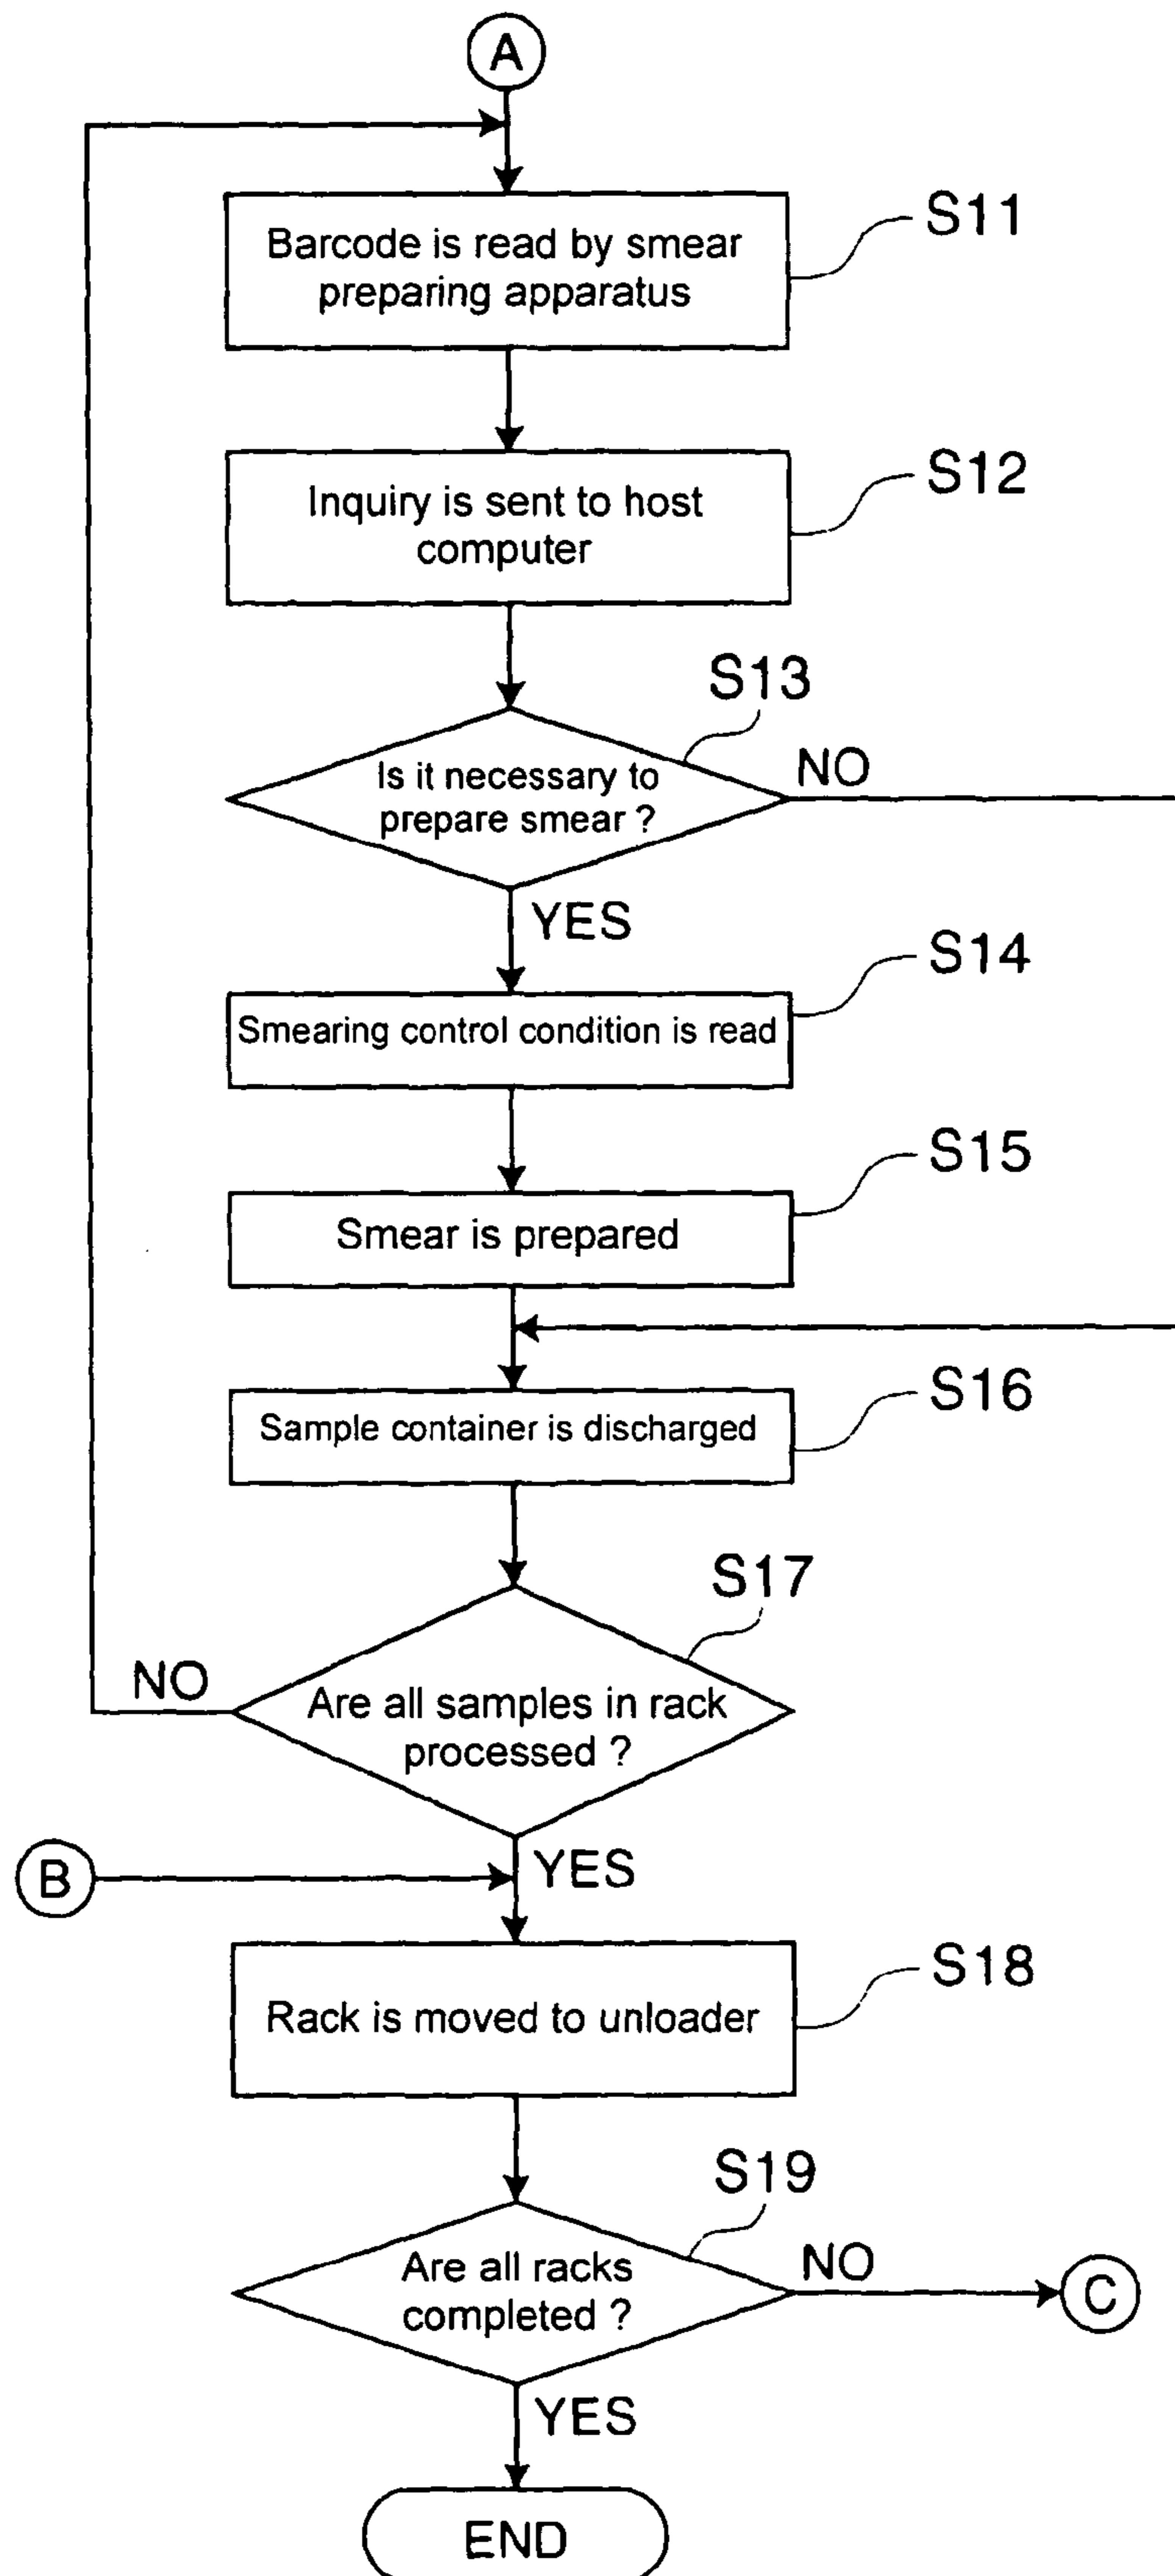 A
S11
Barcode is read by smear
preparing apparatus
S12
Inquiry is sent to host
computer
S13
Is it necessary to
prepare smear ?
NO
YES
S14
Smearing control condition is read
S15
Smear is prepared
S16
Sample container is discharged
S17
NO
Are all samples in rack
processed ?
B
YES
S18
Rack is moved to unloader
S19
Are all racks
completed ?
NO
C
YES
END